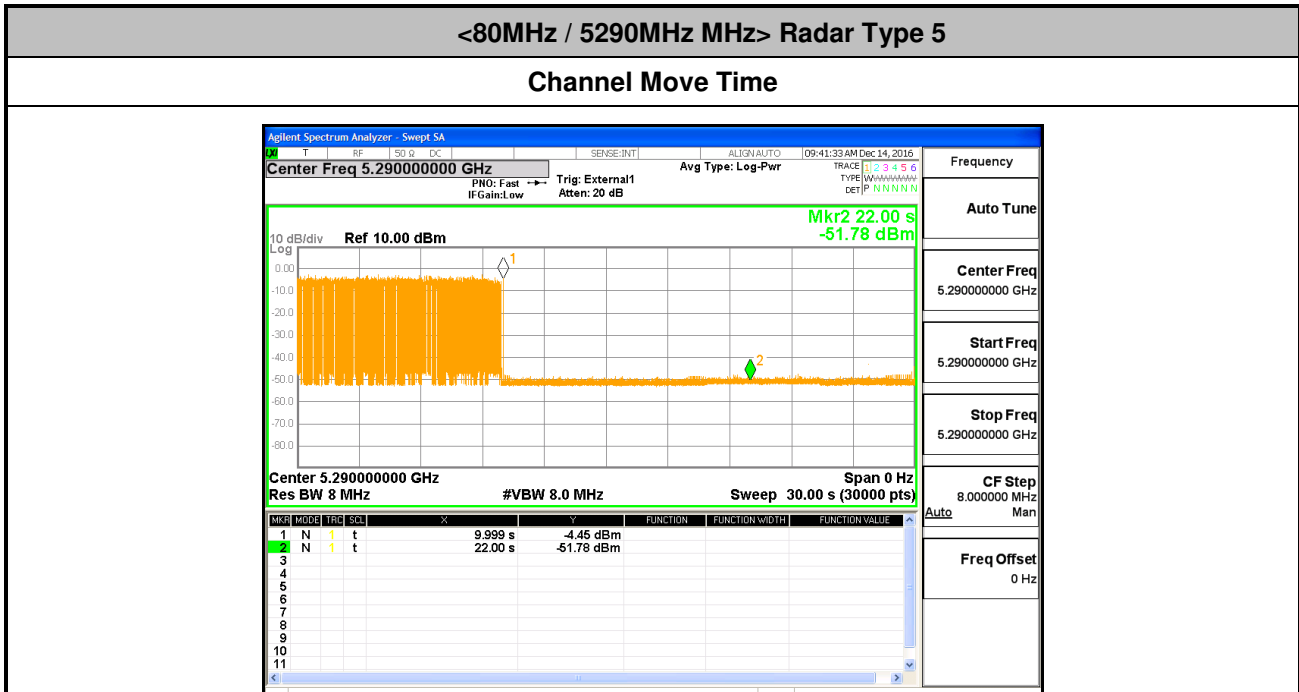 <80MHz / 5290MHz MHz> Radar Type 5
Channel Move Time
Agilent Spectrum Analyzer - Swept SA
LXI T RF 50 Ω DC SENSE:INT ALIGN AUTO 09:41:33 AM Dec 14, 2016
Center Freq 5.290000000 GHz
PNO: Fast
IFGain:Low
Trig: External1
Atten: 20 dB
Avg Type: Log-Pwr
TRACE 1 2 3 4 5 6
TYPE
DET P N N N N N
Mkr2 22.00 s
-51.78 dBm
10 dB/div Ref 10.00 dBm
Log
0.00
-10.0
-20.0
-30.0
-40.0
-50.0
-60.0
-70.0
-80.0
1
2
Center 5.290000000 GHz Span 0 Hz
Res BW 8 MHz #VBW 8.0 MHz Sweep 30.00 s (30000 pts)
MKR MODE TRC SCL X Y FUNCTION FUNCTION WIDTH FUNCTION VALUE
1 N 1 t 9.999 s -4.45 dBm
2 N 1 t 22.00 s -51.78 dBm
3
4
5
6
7
8
9
10
11
Frequency
Auto Tune
Center Freq
5.290000000 GHz
Start Freq
5.290000000 GHz
Stop Freq
5.290000000 GHz
CF Step
8.000000 MHz
Auto Man
Freq Offset
0 Hz